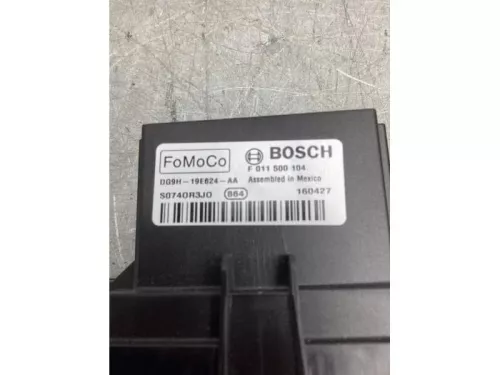 FoMoCo
BOSCH
F 011 500 104
DG9H-19E624-AA
Assembled in Mexico
S0740R3J0
864
160427